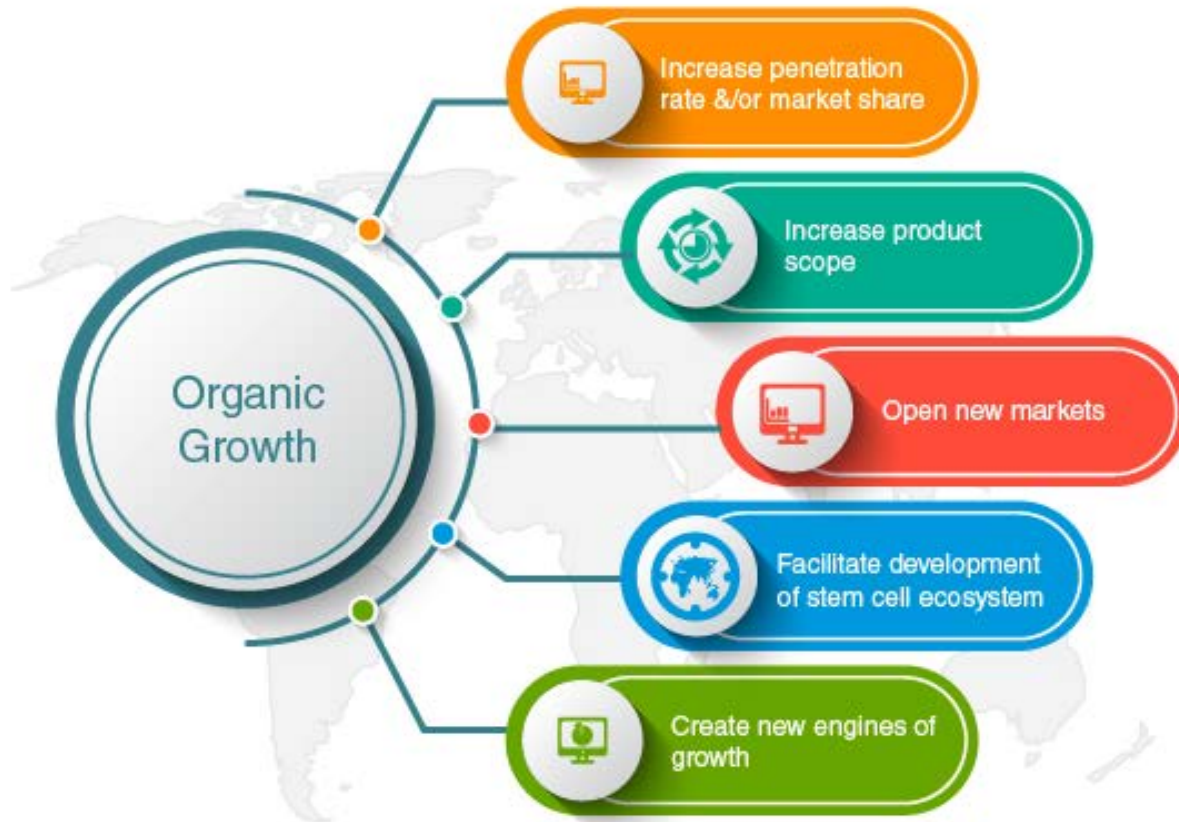 Organic
Growth
Increase penetration
rate &/or market share
Increase product
scope
Open new markets
Facilitate development
of stem cell ecosystem
Create new engines of
growth